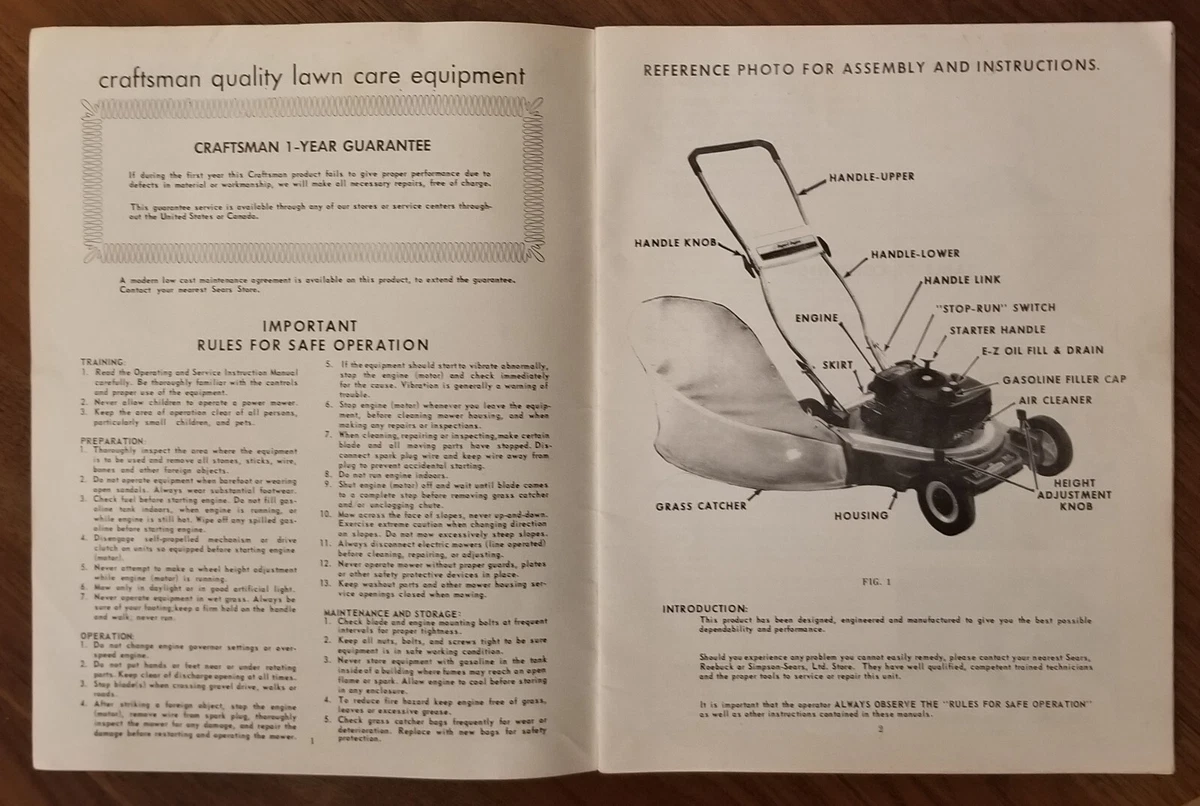 craftsman quality lawn care equipment
CRAFTSMAN 1-YEAR GUARANTEE
If during the first year this Craftsman product fails to give proper performance due to
defects in material or workmanship, we will make all necessary repairs, free of charge.
This guarantee service is available through any of our stores or service centers through-
out the United States or Canada.
A modern low cost maintenance agreement is available on this product, to extend the guarantee.
Contact your nearest Sears Store.
IMPORTANT
RULES FOR SAFE OPERATION
TRAINING:
1. Read the Operating and Service Instruction Manual
carefully. Be thoroughly familiar with the controls
and proper use of the equipment.
2. Never allow children to operate a power mower.
3. Keep the area of operation clear of all persons,
particularly small children, and pets.
PREPARATION:
1. Thoroughly inspect the area where the equipment
is to be used and remove all stones, sticks, wire,
bones and other foreign objects.
2. Do not operate equipment when barefoot or wearing
open sandals. Always wear substantial footwear.
3. Check fuel before starting engine. Do not fill gas-
oline tank indoors, when engine is running, or
while engine is still hot. Wipe off any spilled gas-
oline before starting engine.
4. Disengage self-propelled mechanism or drive
clutch on units so equipped before starting engine
(motor).
5. Never attempt to make a wheel height adjustment
while engine (motor) is running.
6. Mow only in daylight or in good artificial light.
7. Never operate equipment in wet grass. Always be
sure of your footing; keep a firm hold on the handle
and walk; never run.
OPERATION:
1. Do not change engine governor settings or over-
speed engine.
2. Do not put hands or feet near or under rotating
parts. Keep clear of discharge opening at all times.
3. Stop blade(s) when crossing gravel drive, walks or
roads.
4. After striking a foreign object, stop the engine
(motor), remove wire from spark plug, thoroughly
inspect the mower for any damage, and repair the
damage before restarting and operating the mower.
5. If the equipment should start to vibrate abnormally,
stop the engine (motor) and check immediately
for the cause. Vibration is generally a warning of
trouble.
6. Stop engine (motor) whenever you leave the equip-
ment, before cleaning mower housing, and when
making any repairs or inspections.
7. When cleaning, repairing or inspecting, make certain
blade and all moving parts have stopped. Dis-
connect spark plug wire and keep wire away from
plug to prevent accidental starting.
8. Do not run engine indoors.
9. Shut engine (motor) off and wait until blade comes
to a complete stop before removing grass catcher
and/or unclogging chute.
10. Mow across the face of slopes, never up-and-down.
Exercise extreme caution when changing direction
on slopes. Do not mow excessively steep slopes.
11. Always disconnect electric mowers (line operated)
before cleaning, repairing, or adjusting.
12. Never operate mower without proper guards, plates
or other safety protective devices in place.
13. Keep washout ports and other mower housing ser-
vice openings closed when mowing.
MAINTENANCE AND STORAGE:
1. Check blade and engine mounting bolts at frequent
intervals for proper tightness.
2. Keep all nuts, bolts, and screws tight to be sure
equipment is in safe working condition.
3. Never store equipment with gasoline in the tank
inside of a building where fumes may reach an open
flame or spark. Allow engine to cool before storing
in any enclosure.
4. To reduce fire hazard keep engine free of grass,
leaves or excessive grease.
5. Check grass catcher bags frequently for wear or
deterioration. Replace with new bags for safety
protection.
1
REFERENCE PHOTO FOR ASSEMBLY AND INSTRUCTIONS.
HANDLE-UPPER
HANDLE KNOB
HANDLE-LOWER
HANDLE LINK
"STOP-RUN" SWITCH
ENGINE
STARTER HANDLE
E-Z OIL FILL & DRAIN
SKIRT
GASOLINE FILLER CAP
AIR CLEANER
HEIGHT
ADJUSTMENT
KNOB
GRASS CATCHER
HOUSING
FIG. 1
INTRODUCTION:
This product has been designed, engineered and manufactured to give you the best possible
dependability and performance.
Should you experience any problem you cannot easily remedy, please contact your nearest Sears,
Roebuck or Simpson-Sears, Ltd. Store. They have well qualified, competent trained technicians
and the proper tools to service or repair this unit.
It is important that the operator ALWAYS OBSERVE THE "RULES FOR SAFE OPERATION"
as well as other instructions contained in these manuals.
2